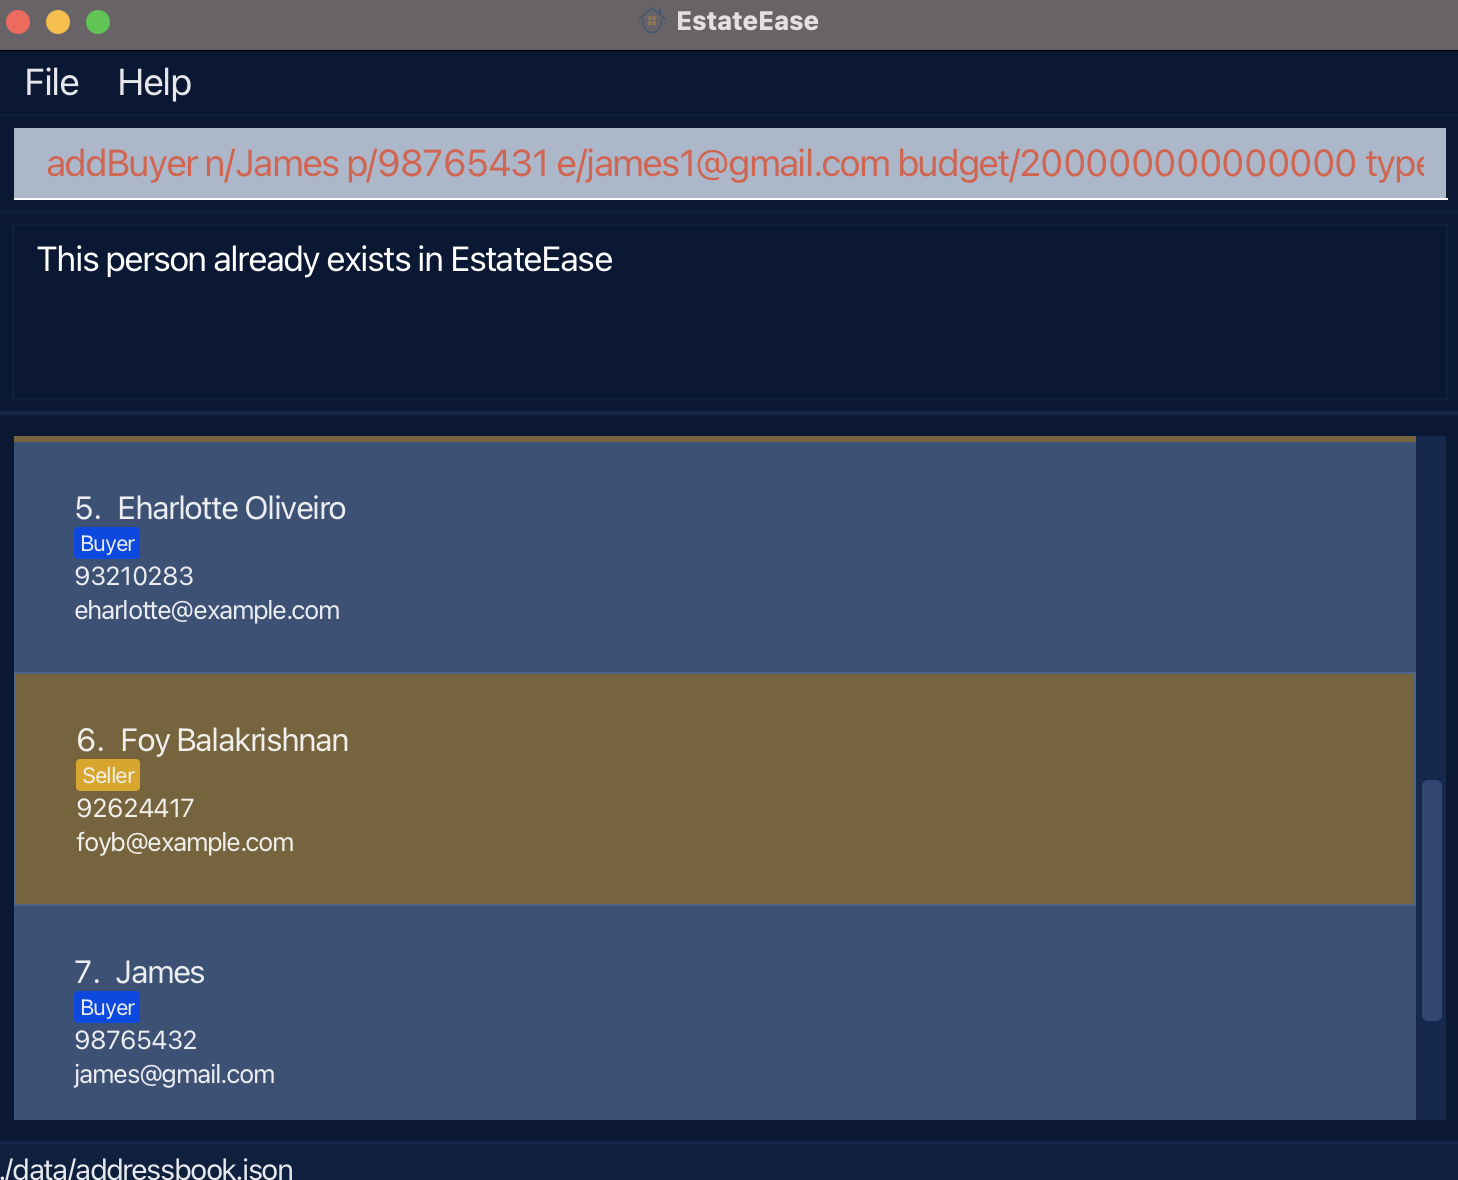 EstateEase
File Help
addBuyer n/James p/98765431 e/james1@gmail.com budget/2000000000000000 type
This person already exists in EstateEase
5. Eharlotte Oliveiro
Buyer
93210283
eharlotte@example.com
6. Foy Balakrishnan
Seller
92624417
foyb@example.com
7. James
Buyer
98765432
james@gmail.com
./data/addressbook.json